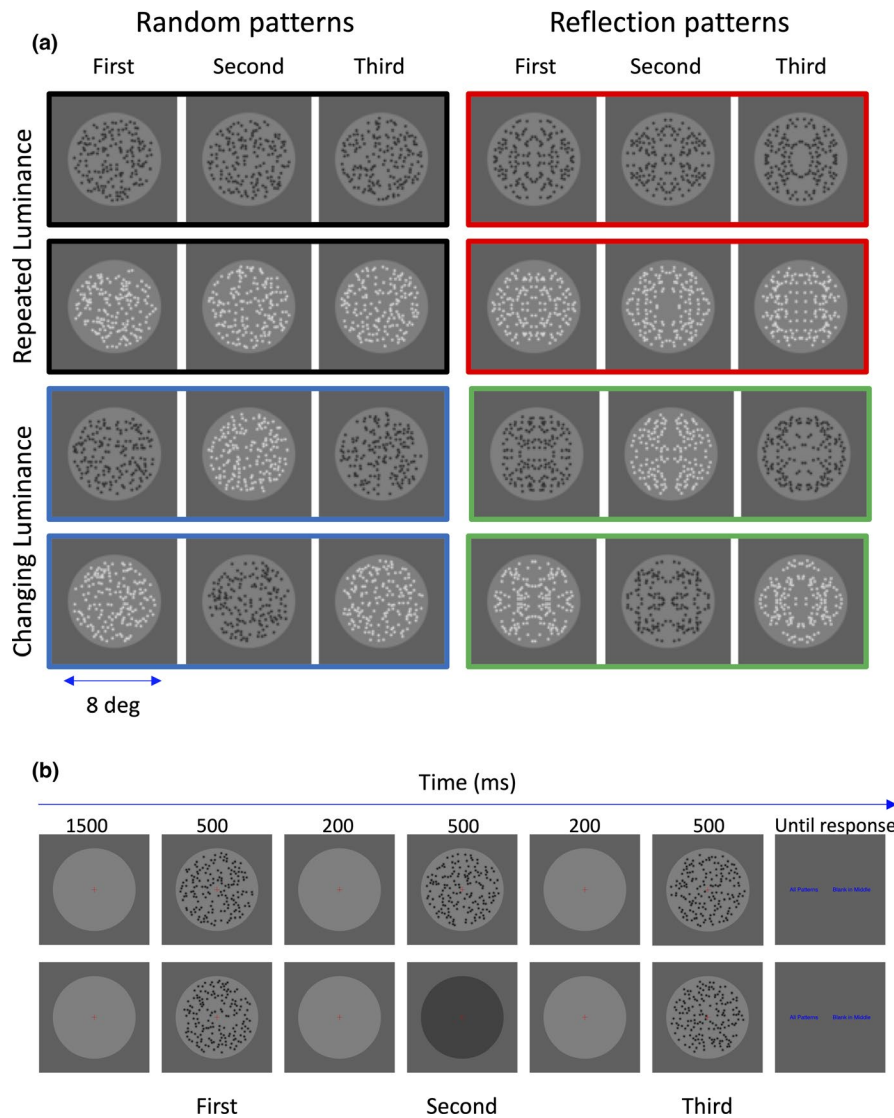 Random patterns Reflection patterns
(a)
First Second Third First Second Third
Repeated Luminance
Changing Luminance
8 deg
(b)
Time (ms)
1500 500 200 500 200 500 Until response
All Patterns Blank in Middle
All Patterns Blank in Middle
First Second Third